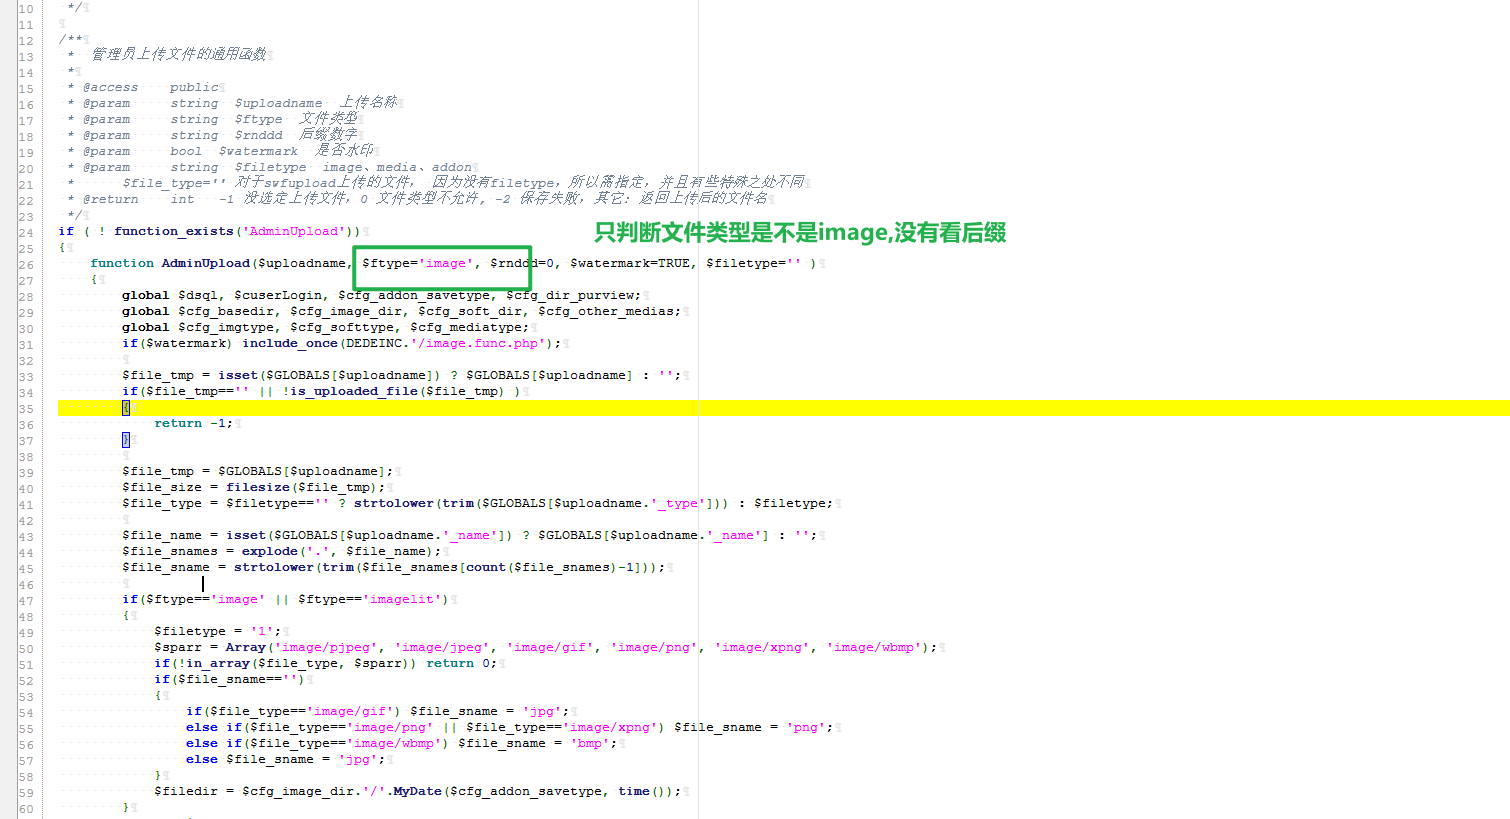 10 */
11
12 /**
13 * 管理员上传文件的通用函数
14 *
15 * @access public
16 * @param string $uploadname 上传名称
17 * @param string $ftype 文件类型
18 * @param string $rnddd 后缀数字
19 * @param bool $watermark 是否水印
20 * @param string $filetype image、media、addon
21 * $file_type='' 对于swfupload上传的文件， 因为没有filetype，所以需指定，并且有些特殊之处不同
22 * @return int -1 没选定上传文件，0 文件类型不允许, -2 保存失败，其它：返回上传后的文件名
23 */
只判断文件类型是不是image,没有看后缀
24 if ( ! function_exists('AdminUpload'))
25 {
26 function AdminUpload($uploadname, $ftype='image', $rnddd=0, $watermark=TRUE, $filetype='' )
27 {
28 global $dsql, $cuserLogin, $cfg_addon_savetype, $cfg_dir_purview;
29 global $cfg_basedir, $cfg_image_dir, $cfg_soft_dir, $cfg_other_medias;
30 global $cfg_imgtype, $cfg_softtype, $cfg_mediatype;
31 if($watermark) include_once(DEDEINC.'/image.func.php');
32
33 $file_tmp = isset($GLOBALS[$uploadname]) ? $GLOBALS[$uploadname] : '';
34 if($file_tmp=='' || !is_uploaded_file($file_tmp) )
35 {
36 return -1;
37 }
38
39 $file_tmp = $GLOBALS[$uploadname];
40 $file_size = filesize($file_tmp);
41 $file_type = $filetype=='' ? strtolower(trim($GLOBALS[$uploadname.'_type'])) : $filetype;
42
43 $file_name = isset($GLOBALS[$uploadname.'_name']) ? $GLOBALS[$uploadname.'_name'] : '';
44 $file_snames = explode('.', $file_name);
45 $file_sname = strtolower(trim($file_snames[count($file_snames)-1]));
46
47 if($ftype=='image' || $ftype=='imagelit')
48 {
49 $filetype = '1';
50 $sparr = Array('image/pjpeg', 'image/jpeg', 'image/gif', 'image/png', 'image/xpng', 'image/wbmp');
51 if(!in_array($file_type, $sparr)) return 0;
52 if($file_sname=='')
53 {
54 if($file_type=='image/gif') $file_sname = 'jpg';
55 else if($file_type=='image/png' || $file_type=='image/xpng') $file_sname = 'png';
56 else if($file_type=='image/wbmp') $file_sname = 'bmp';
57 else $file_sname = 'jpg';
58 }
59 $filedir = $cfg_image_dir.'/'.MyDate($cfg_addon_savetype, time());
60 }